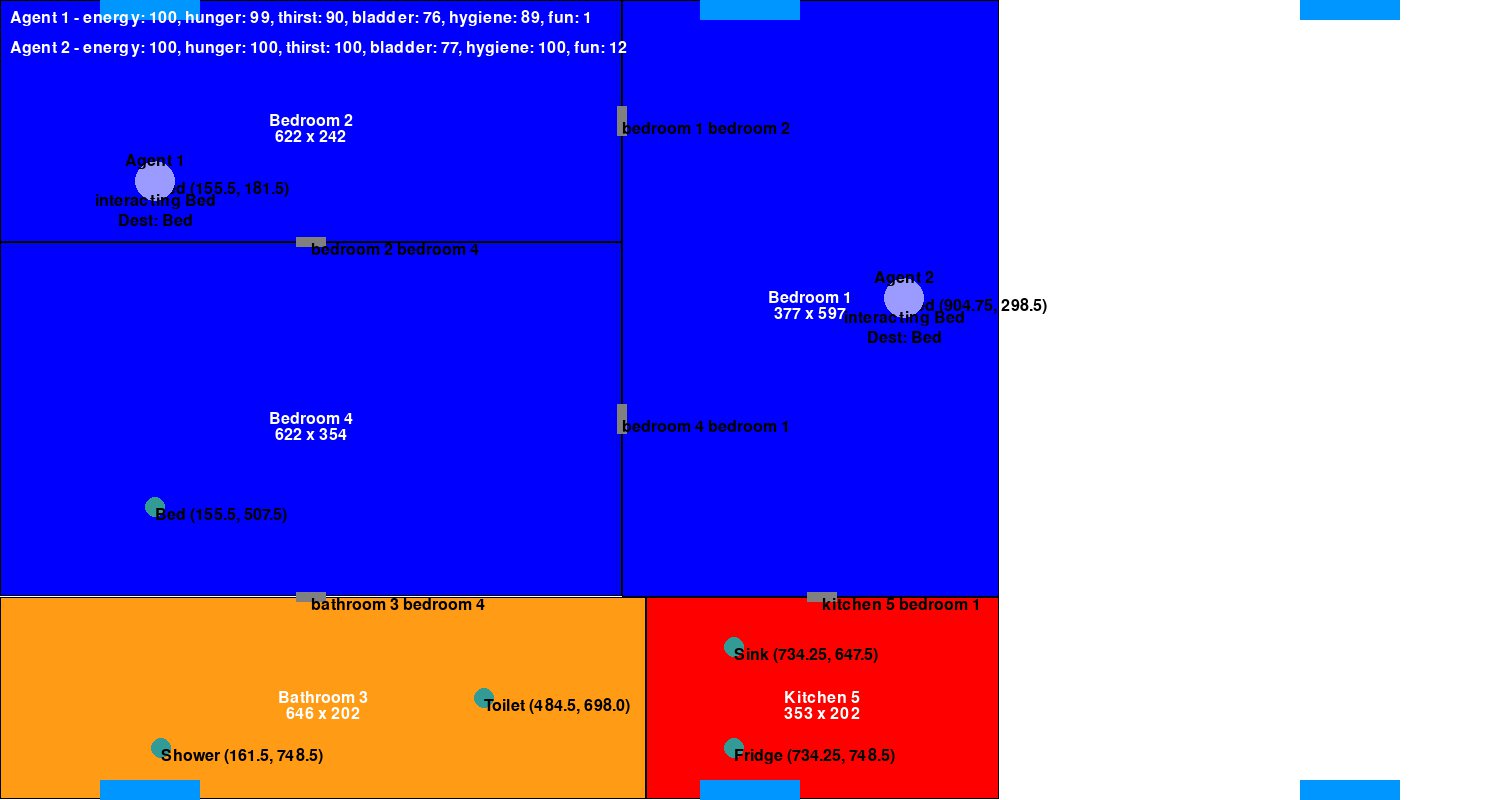 Agent 1 - energy: 100, hunger: 99, thirst: 90, bladder: 76, hygiene: 89, fun: 1
Agent 2 - energy: 100, hunger: 100, thirst: 100, bladder: 77, hygiene: 100, fun: 12
Bedroom 2
622 x 242
bedroom 1 bedroom 2
Agent 1
(155.5, 181.5)
interacting Bed
Dest: Bed
bedroom 2 bedroom 4
Agent 2
Bedroom 1
377 x 597
(904.75, 298.5)
interacting Bed
Dest: Bed
Bedroom 4
622 x 354
bedroom 4 bedroom 1
Bed (155.5, 507.5)
bathroom 3 bedroom 4
kitchen 5 bedroom 1
Sink (734.25, 647.5)
Bathroom 3
646 x 202
Toilet (484.5, 698.0)
Kitchen 5
353 x 202
Shower (161.5, 748.5)
Fridge (734.25, 748.5)